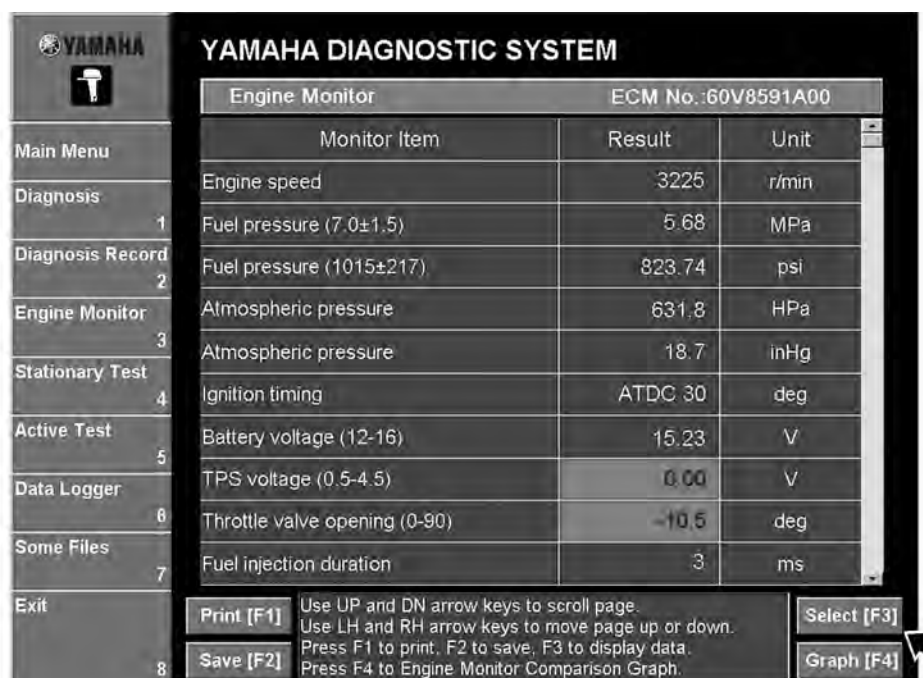 YAMAHA
YAMAHA DIAGNOSTIC SYSTEM
Engine Monitor ECM No.:60V8591A00
Monitor Item Result Unit
Engine speed 3225 r/min
Fuel pressure (7.0±1.5) 5.68 MPa
Fuel pressure (1015±217) 823.74 psi
Atmospheric pressure 631.8 HPa
Atmospheric pressure 18.7 inHg
Ignition timing ATDC 30 deg
Battery voltage (12-16) 15.23 V
TPS voltage (0.5-4.5) 0.00 V
Throttle valve opening (0-90) -10.5 deg
Fuel injection duration 3 ms
Main Menu
Diagnosis
1
Diagnosis Record
2
Engine Monitor
3
Stationary Test
4
Active Test
5
Data Logger
6
Some Files
7
Exit
8
Print [F1]
Save [F2]
Use UP and DN arrow keys to scroll page.
Use LH and RH arrow keys to move page up or down.
Press F1 to print, F2 to save, F3 to display data.
Press F4 to Engine Monitor Comparison Graph.
Select [F3]
Graph [F4]